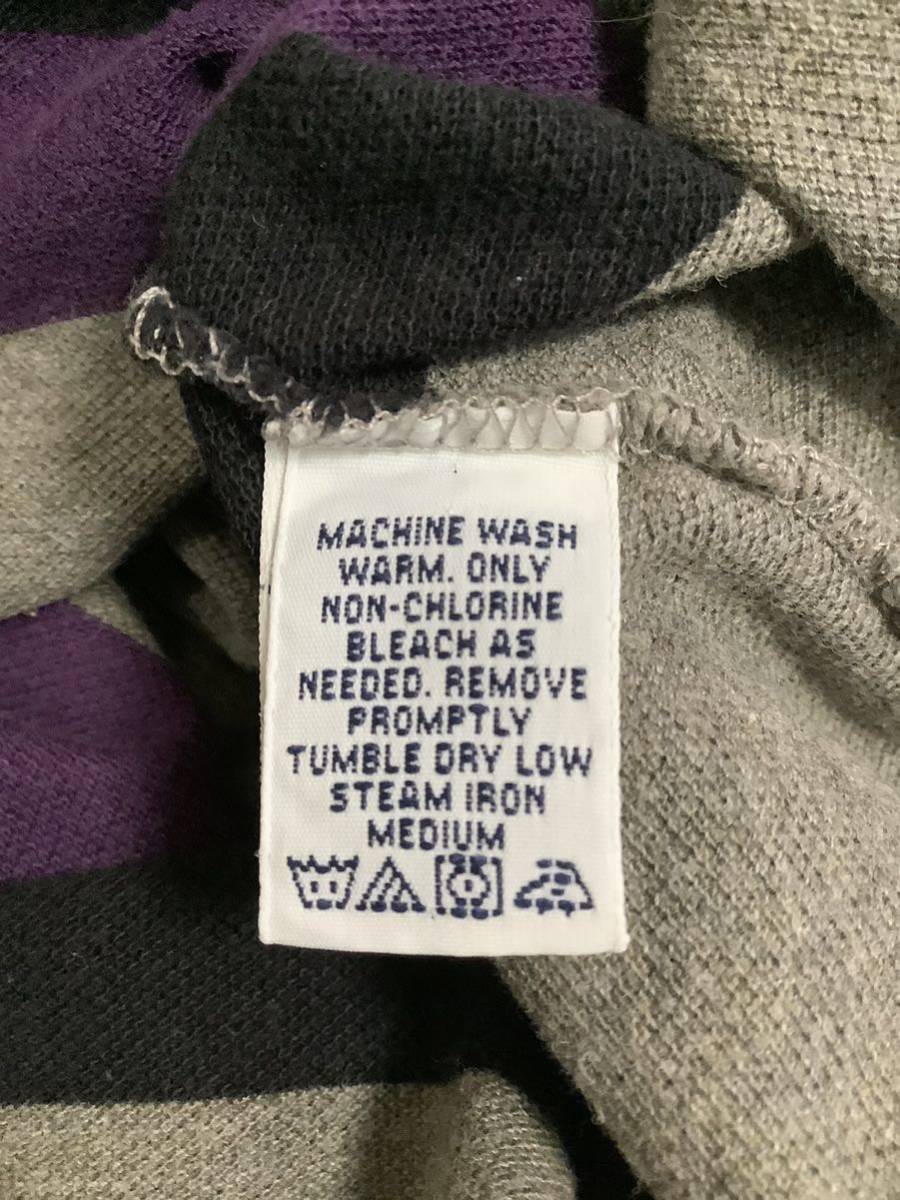 MACHINE WASH
WARM. ONLY
NON-CHLORINE
BLEACH AS
NEEDED. REMOVE
PROMPTLY
TUMBLE DRY LOW
STEAM IRON
MEDIUM